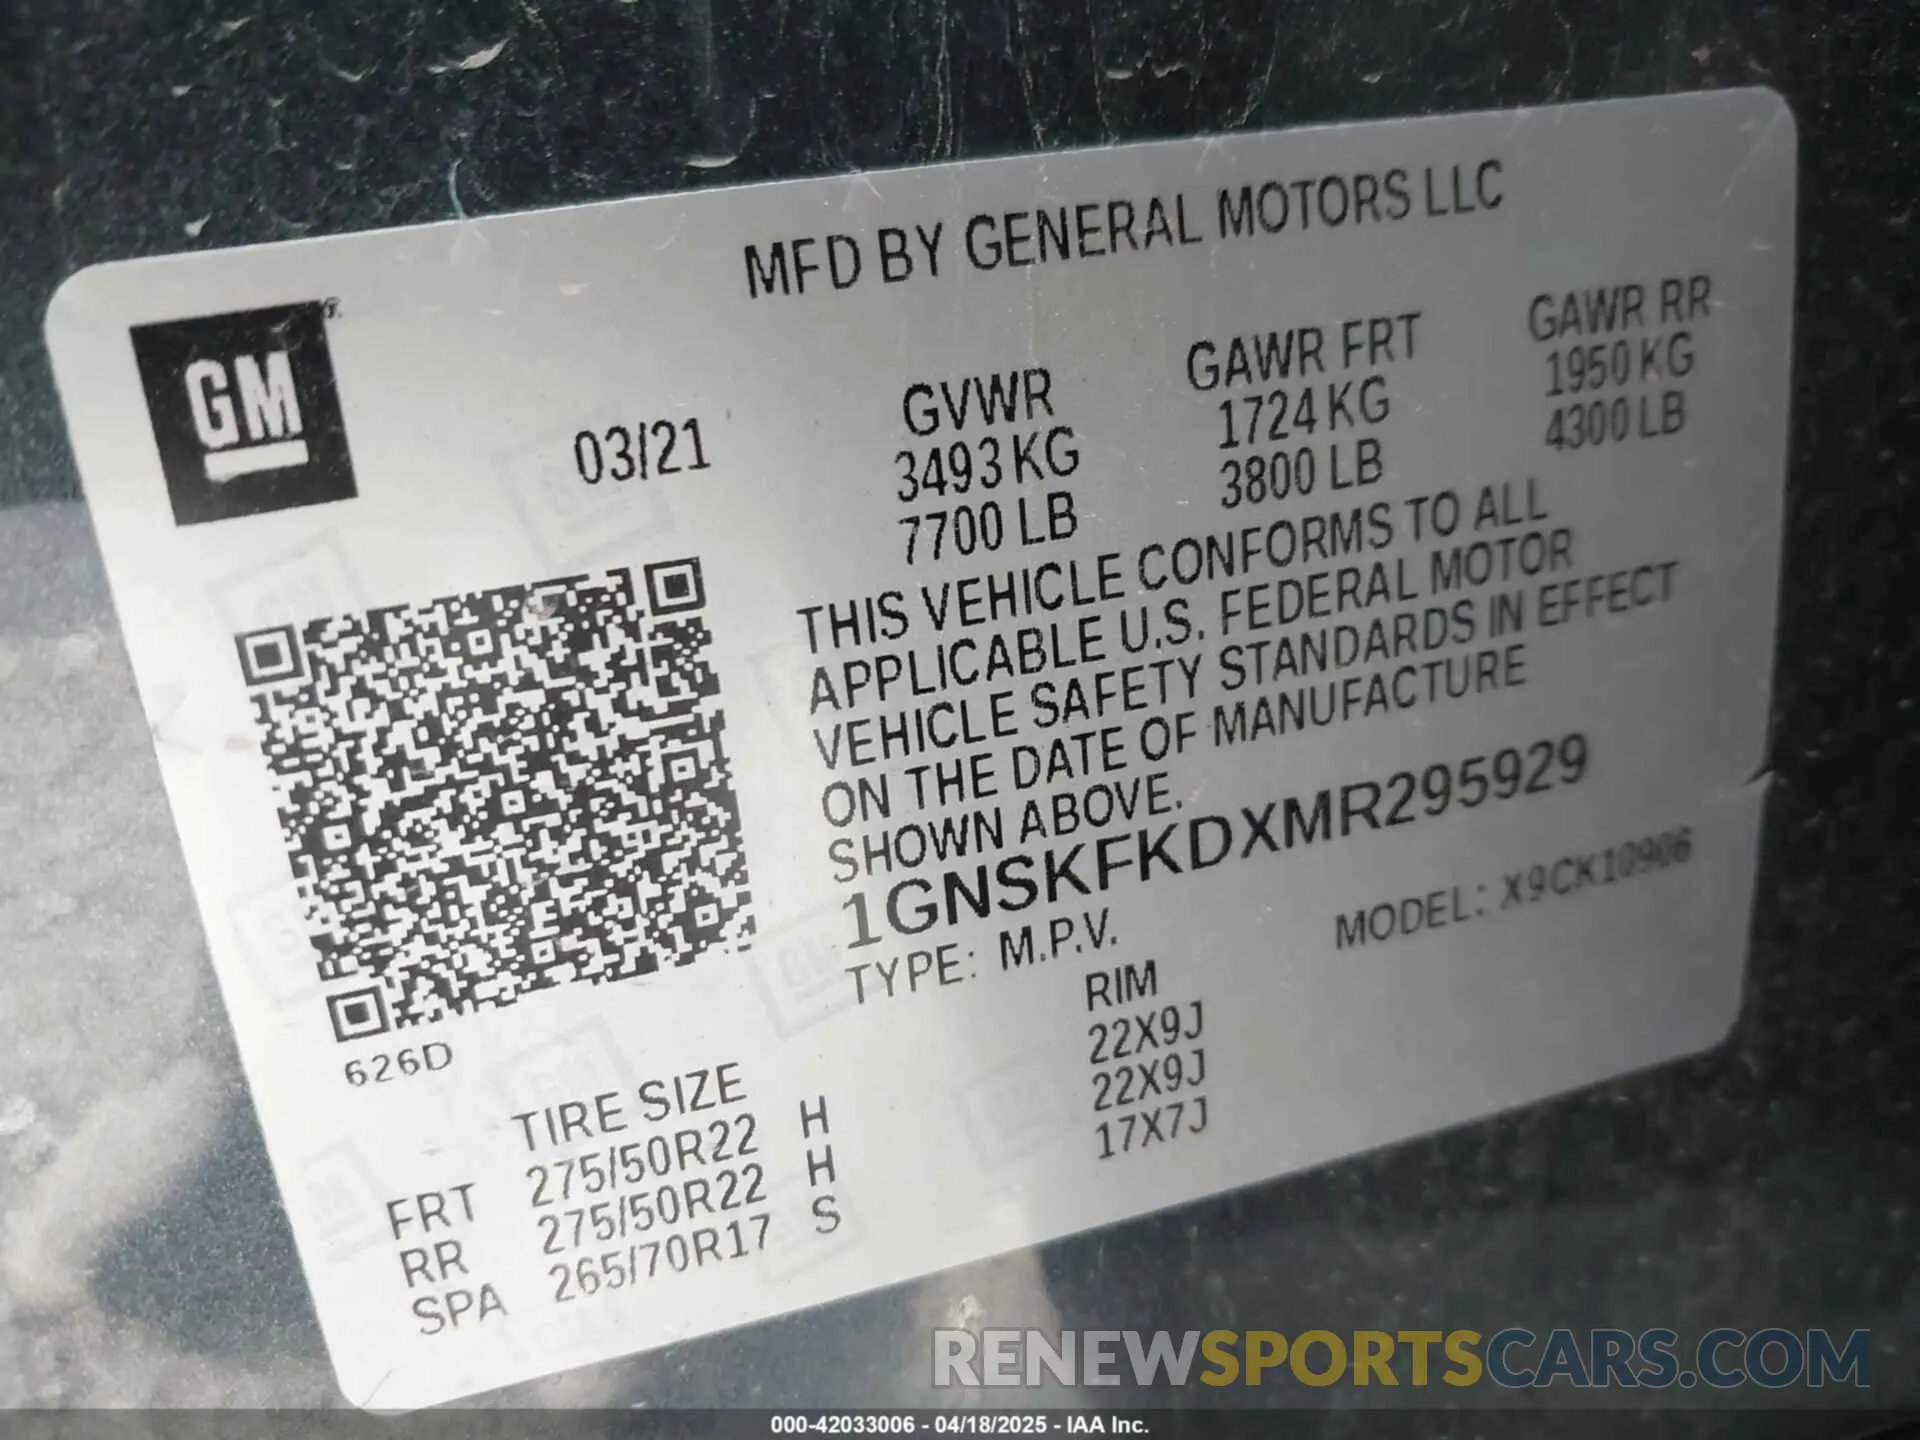 MFD BY GENERAL MOTORS LLC
GM
03/21
GVWR GAWR FRT GAWR RR
3493 KG 1724 KG 1950 KG
7700 LB 3800 LB 4300 LB
THIS VEHICLE CONFORMS TO ALL
APPLICABLE U.S. FEDERAL MOTOR
VEHICLE SAFETY STANDARDS IN EFFECT
ON THE DATE OF MANUFACTURE
SHOWN ABOVE.
1GNSKFKDXMR295929
TYPE: M.P.V. MODEL: X9CK10906
626D
TIRE SIZE RIM
FRT 275/50R22 H 22X9J
RR 275/50R22 H 22X9J
SPA 265/70R17 S 17X7J
RENEWSPORTSCARS.COM
000-42033006 - 04/18/2025 - IAA Inc.